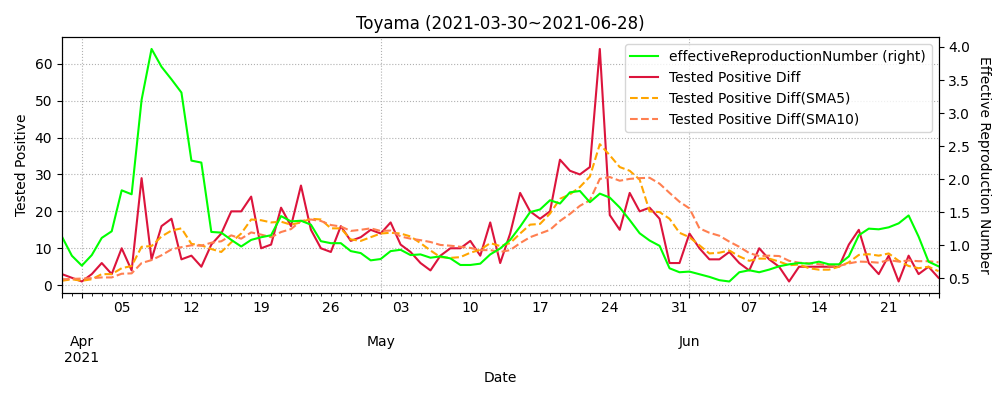 Toyama (2021-03-30~2021-06-28)
effectiveReproductionNumber (right)
Tested Positive Diff
Tested Positive Diff(SMA5)
Tested Positive Diff(SMA10)
Tested Positive
60
50
40
30
20
10
0
4.0
3.5
3.0
2.5
2.0
1.5
1.0
0.5
Effective Reproduction Number
05 12 19 26 03 10 17 24 31 07 14 21
Apr May Jun
2021
Date